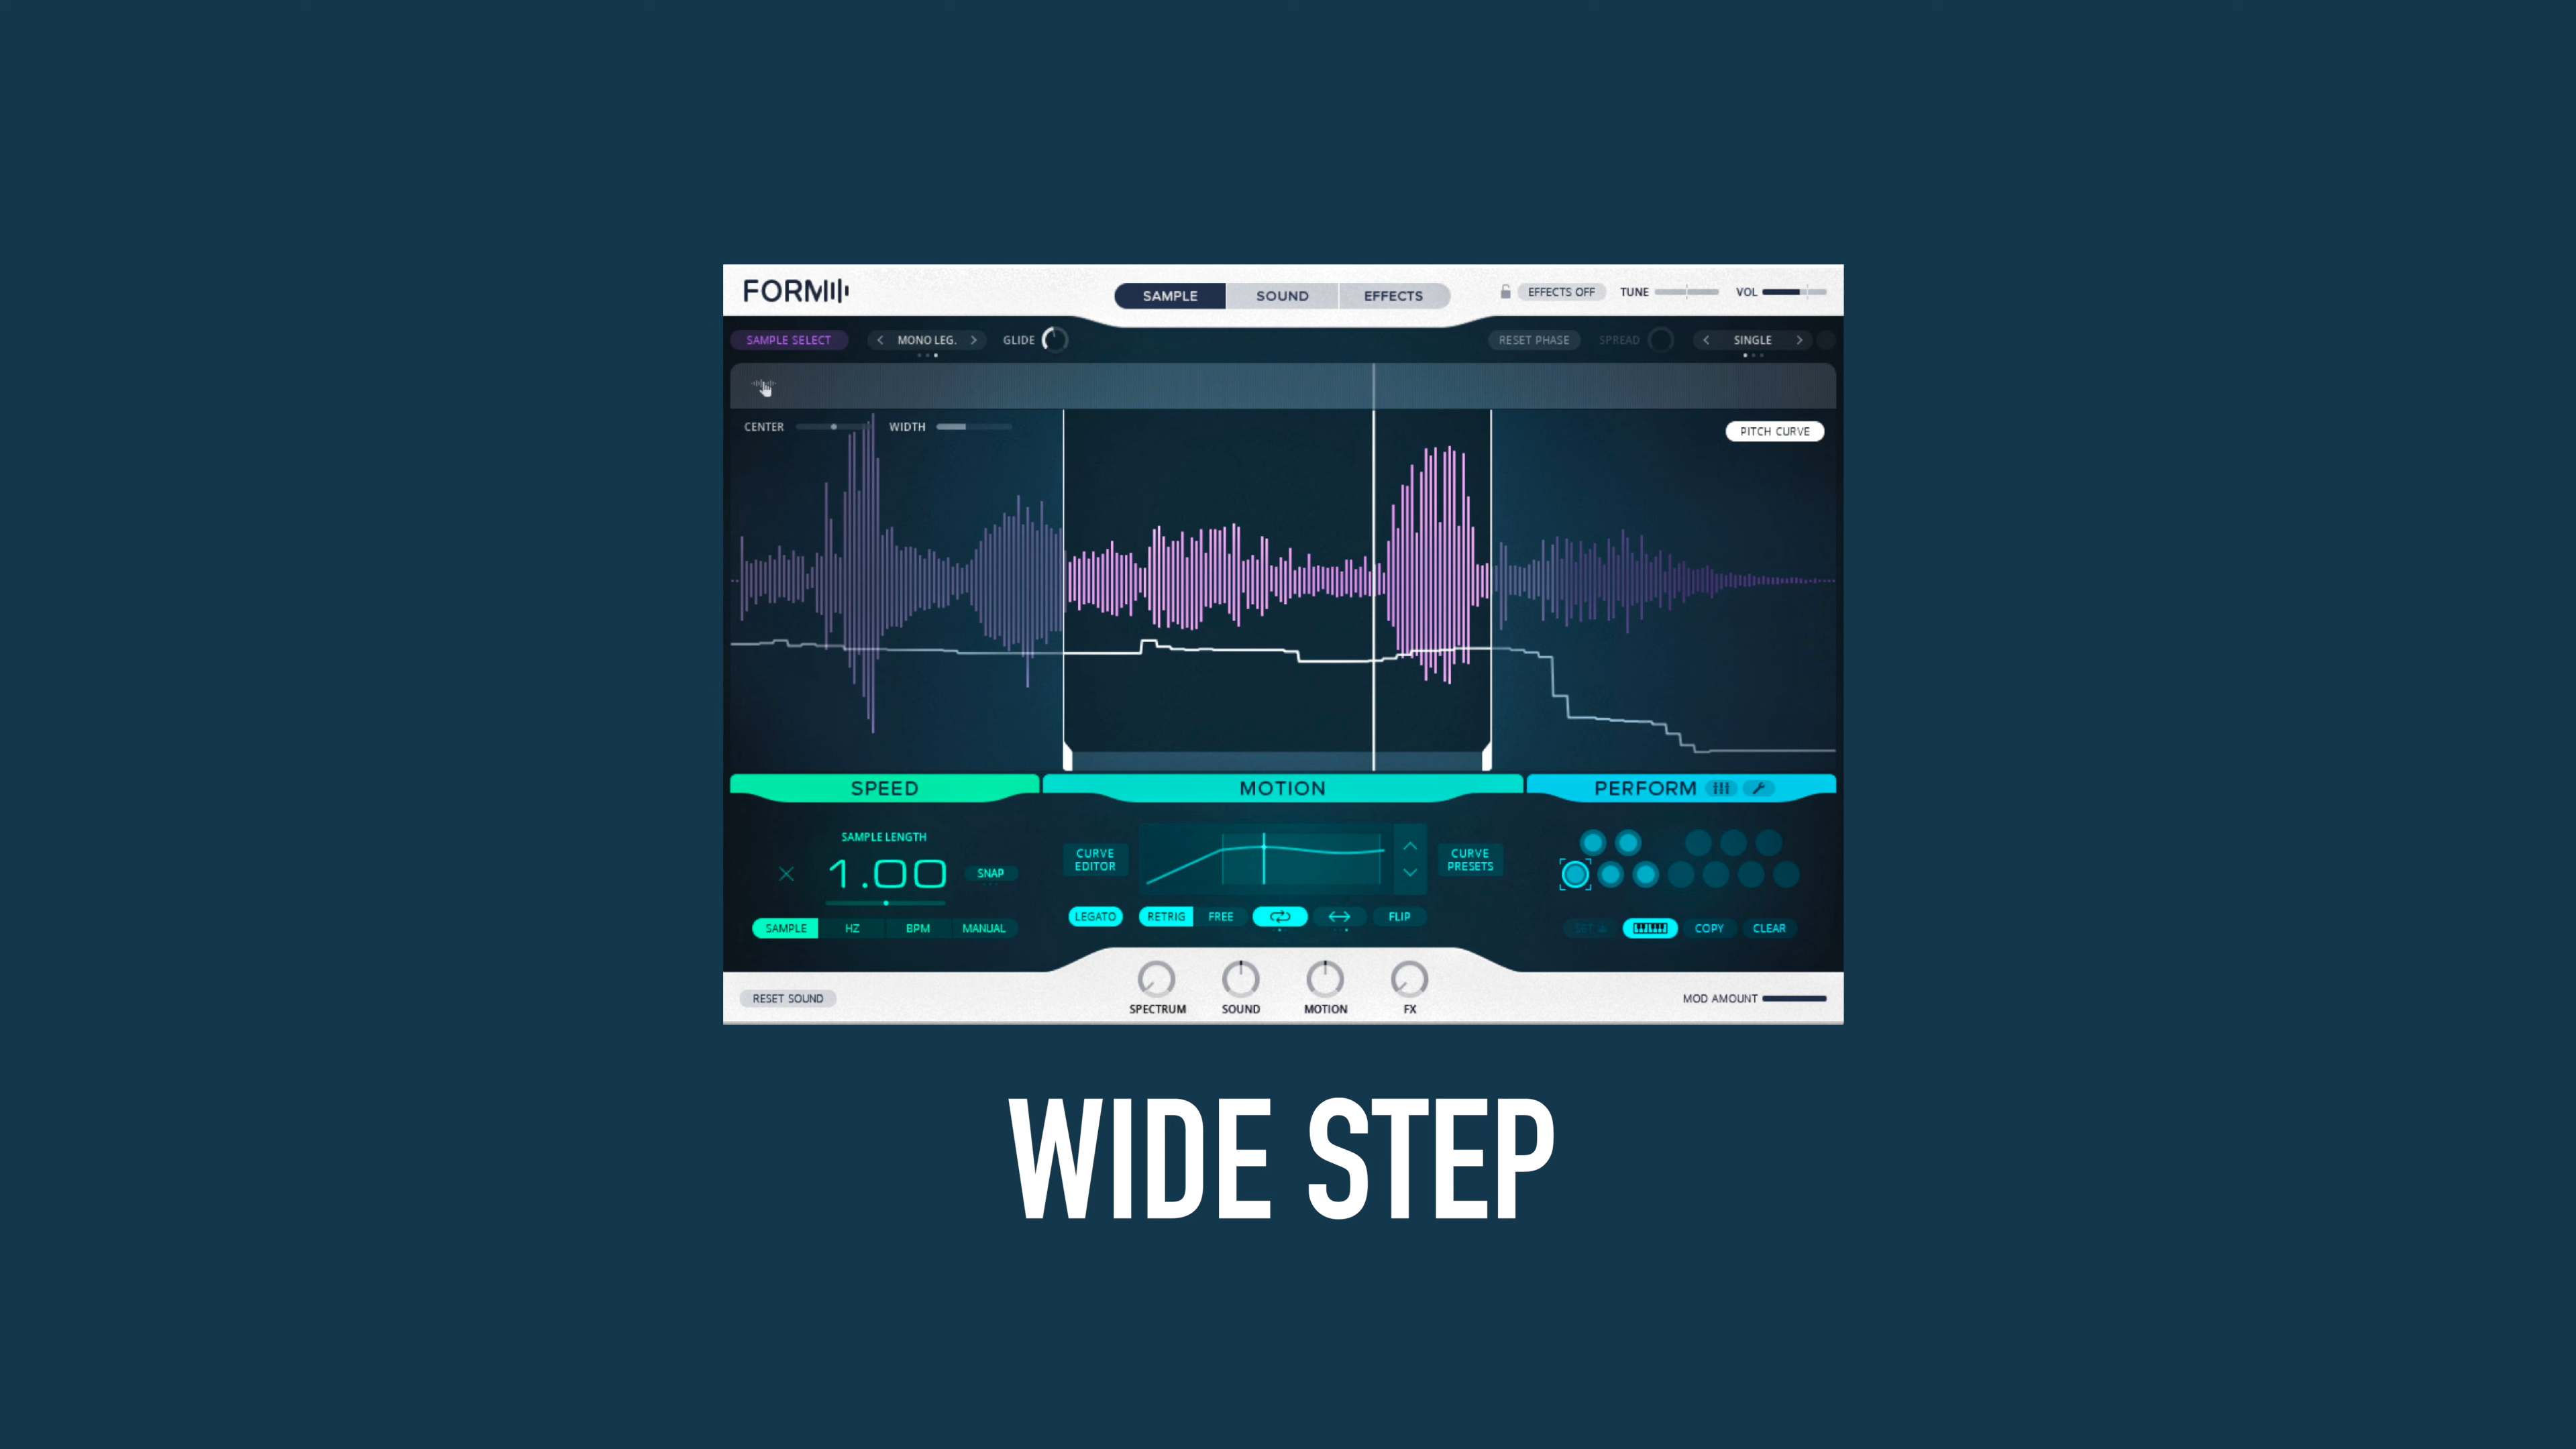 FORM
SAMPLE SOUND EFFECTS
EFFECTS OFF TUNE VOL
SAMPLE SELECT MONO LEG. GLIDE
RESET PHASE SPREAD SINGLE
CENTER WIDTH
PITCH CURVE
SPEED MOTION PERFORM
SAMPLE LENGTH
1.00
SNAP
SAMPLE HZ BPM MANUAL
CURVE
EDITOR
CURVE
PRESETS
LEGATO RETRIG FREE FLIP
SET COPY CLEAR
RESET SOUND
SPECTRUM SOUND MOTION FX
MOD AMOUNT
WIDE STEP